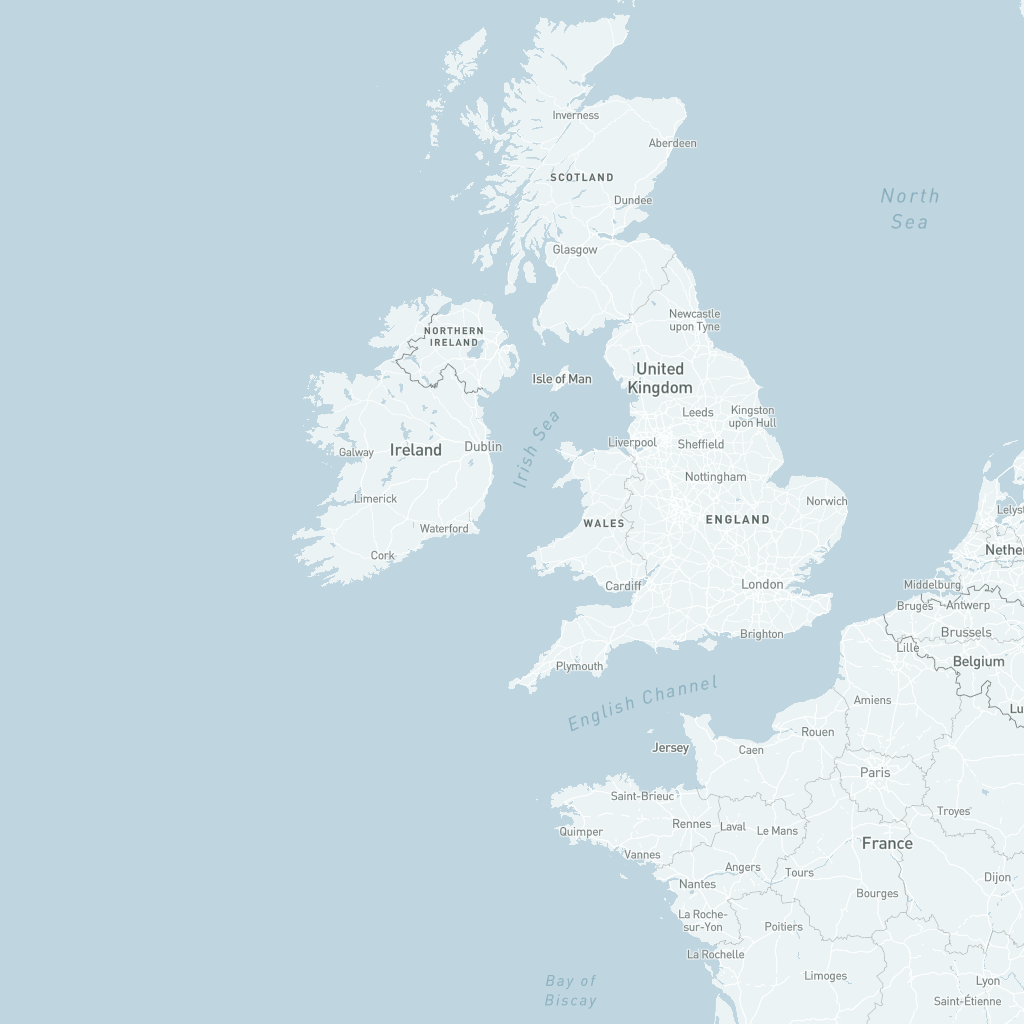 Inverness
Aberdeen
SCOTLAND
North
Sea
Dundee
Glasgow
Newcastle
upon Tyne
NORTHERN
IRELAND
United
Kingdom
Isle of Man
Leeds
Kingston
upon Hull
Irish Sea
Liverpool
Sheffield
Galway
Ireland
Dublin
Nottingham
Limerick
Norwich
Lelyst
Waterford
WALES
ENGLAND
Nether
Cork
Cardiff
London
Middelburg
Bruges
Antwerp
Brighton
Brussels
Lille
Belgium
Plymouth
English Channel
Amiens
Lu
Rouen
Jersey
Caen
Paris
Saint-Brieuc
Troyes
Quimper
Rennes
Laval
Le Mans
France
Vannes
Angers
Tours
Dijon
Nantes
Bourges
La Roche-
sur-Yon
Poitiers
La Rochelle
Limoges
Bay of
Biscay
Lyon
Saint-Étienne